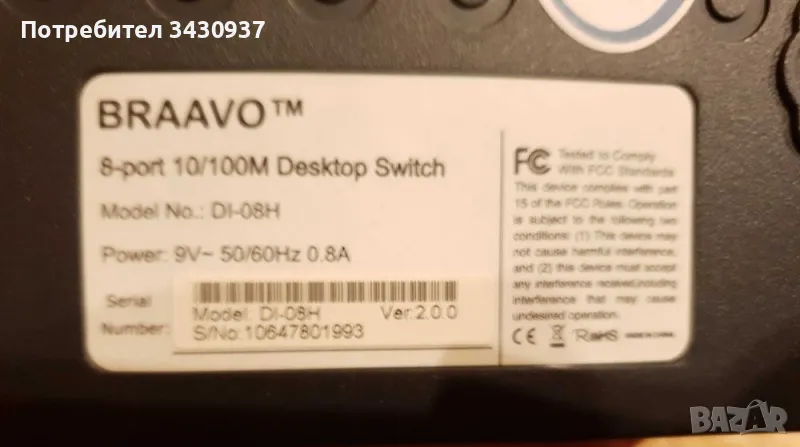 Потребител 3430937
BRAAVO™
8-port 10/100M Desktop Switch
Model No.: DI-08H
Power: 9V~ 50/60Hz 0.8A
Serial
Number:
Model: DI-08H Ver:2.0.0
S/No:10647801993
FC Tested to Comply
With FCC Standards
This device complies with part
15 of the FCC Rules. Operation
is subject to the following two
conditions: (1) This device may
not cause harmful interference,
and (2) this device must accept
any interference received,including
interference that may cause
undesired operation.
CE RoHS MADE IN CHINA
BAZAR